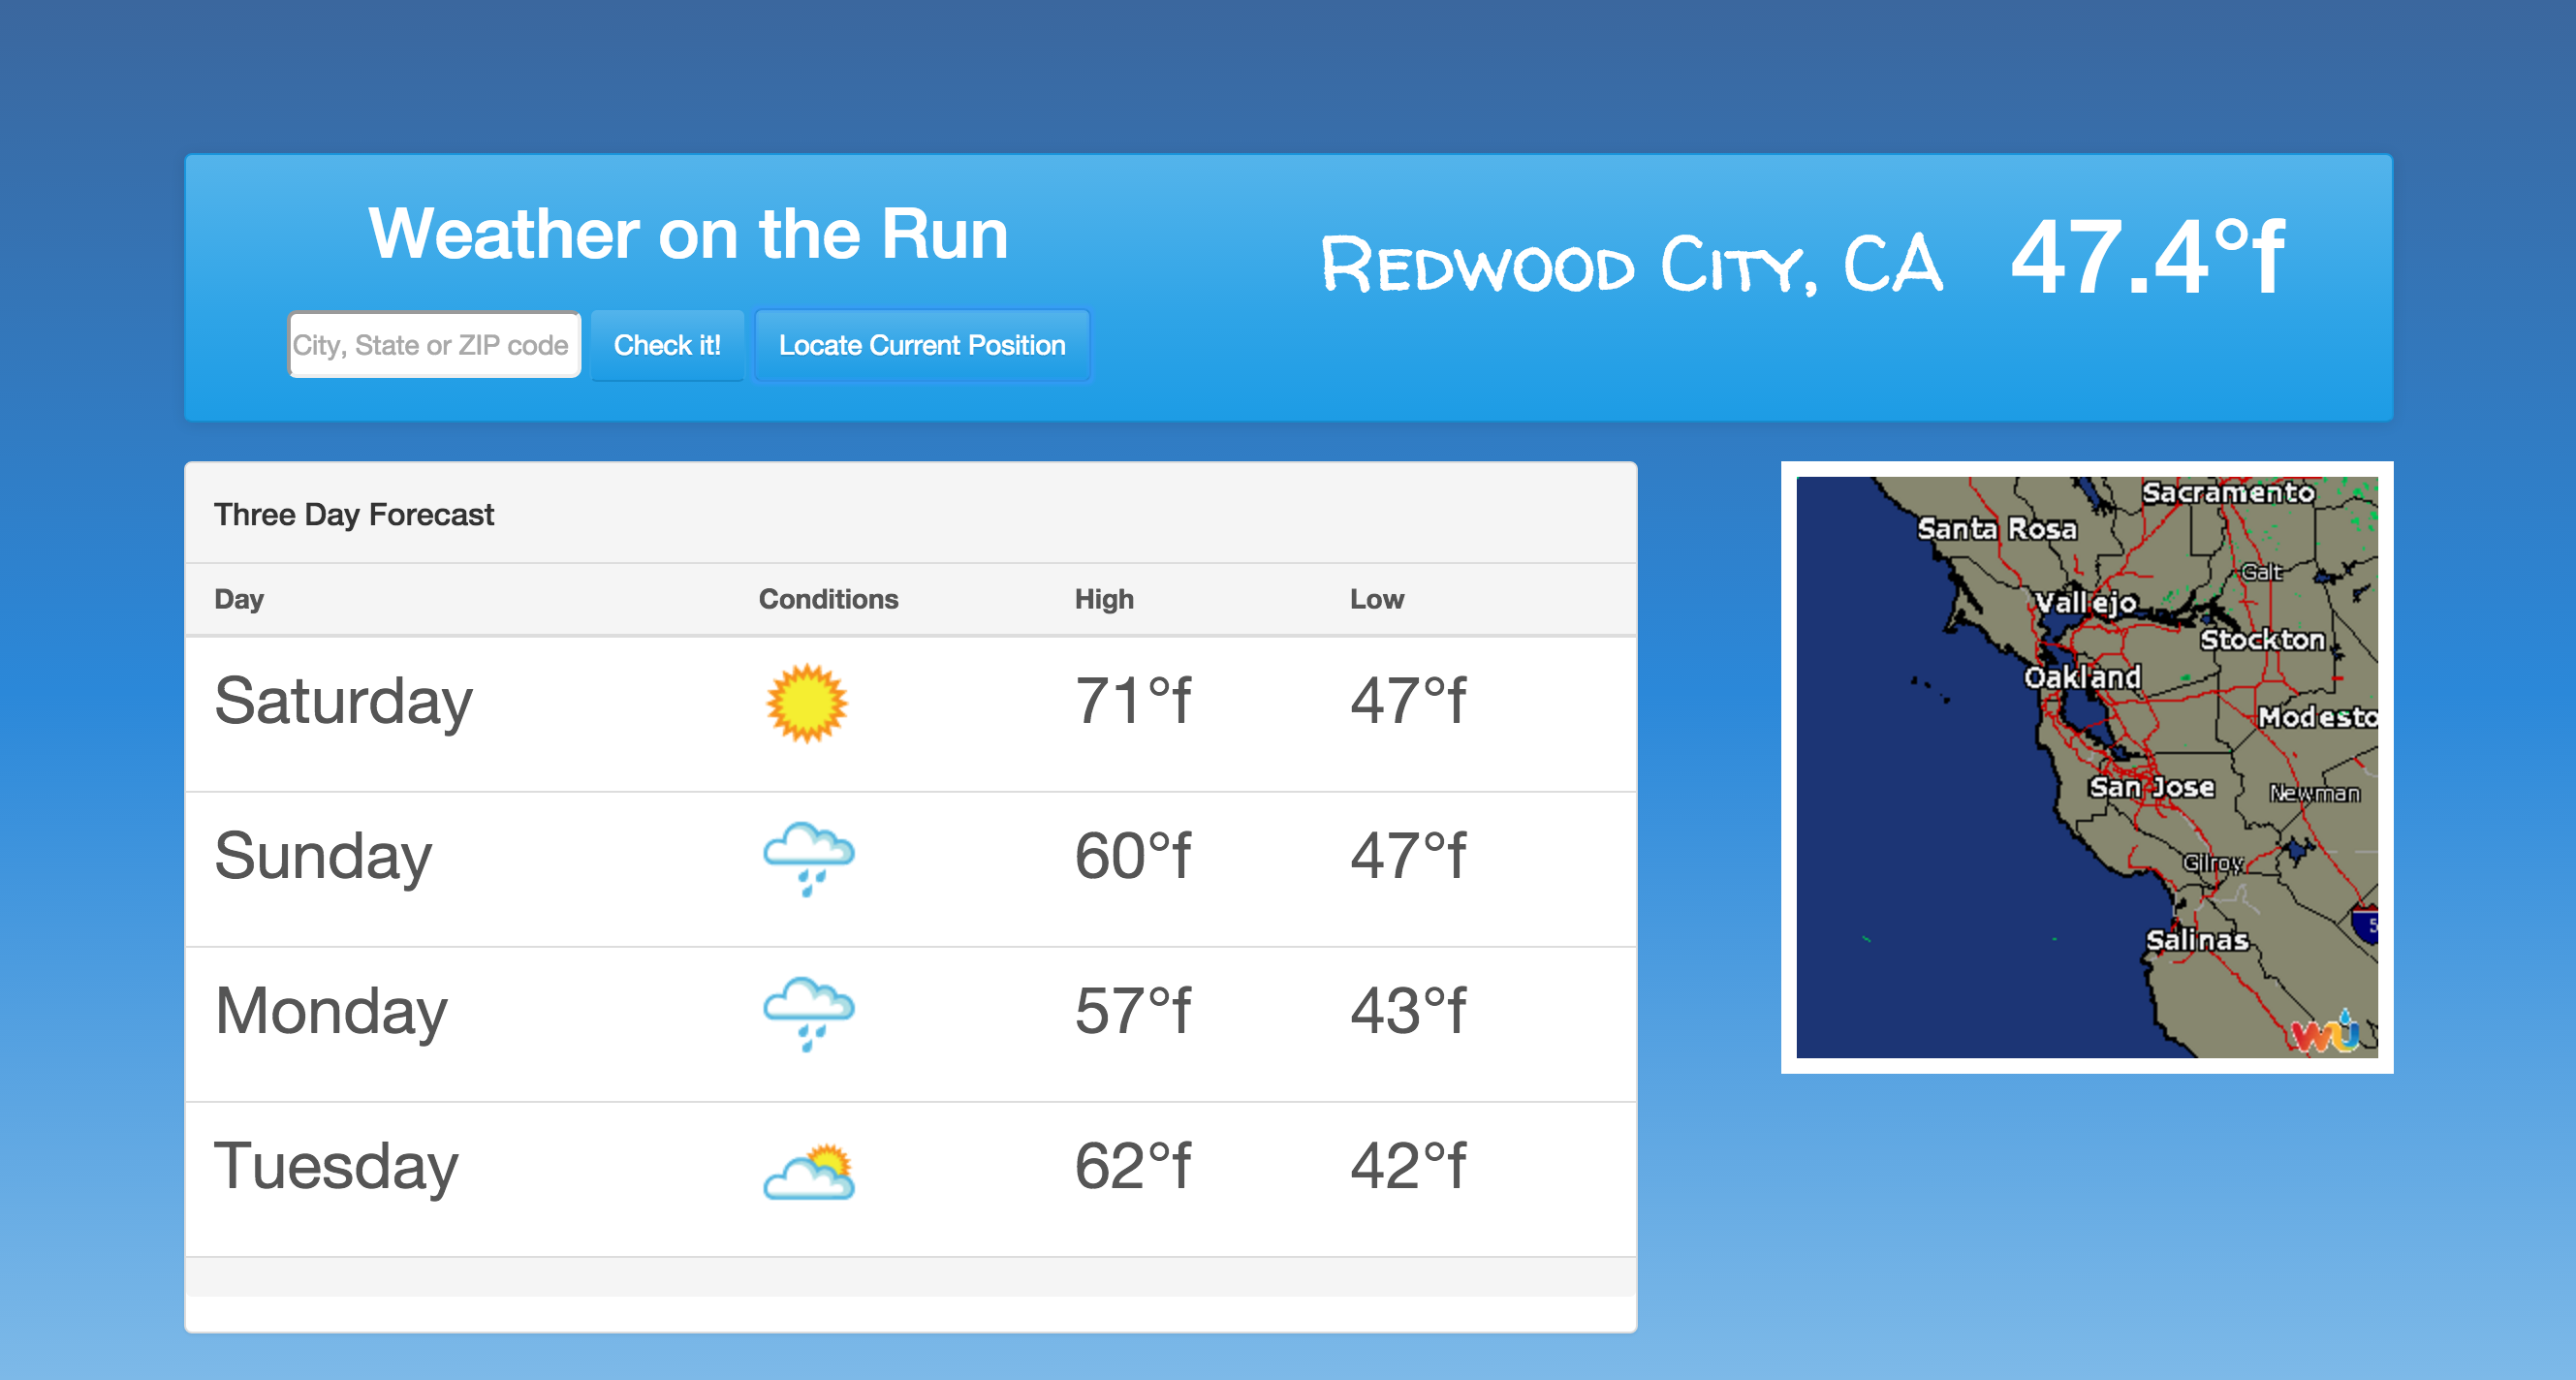 Weather on the Run
Redwood City, CA 47.4°f
City, State or ZIP code Check it! Locate Current Position
Three Day Forecast
Day Conditions High Low
Saturday 71°f 47°f
Sunday 60°f 47°f
Monday 57°f 43°f
Tuesday 62°f 42°f
Sacramento
Santa Rosa
Galt
Vallejo
Stockton
Oakland
Modesto
San Jose
Newman
Gilroy
5
Salinas
WU